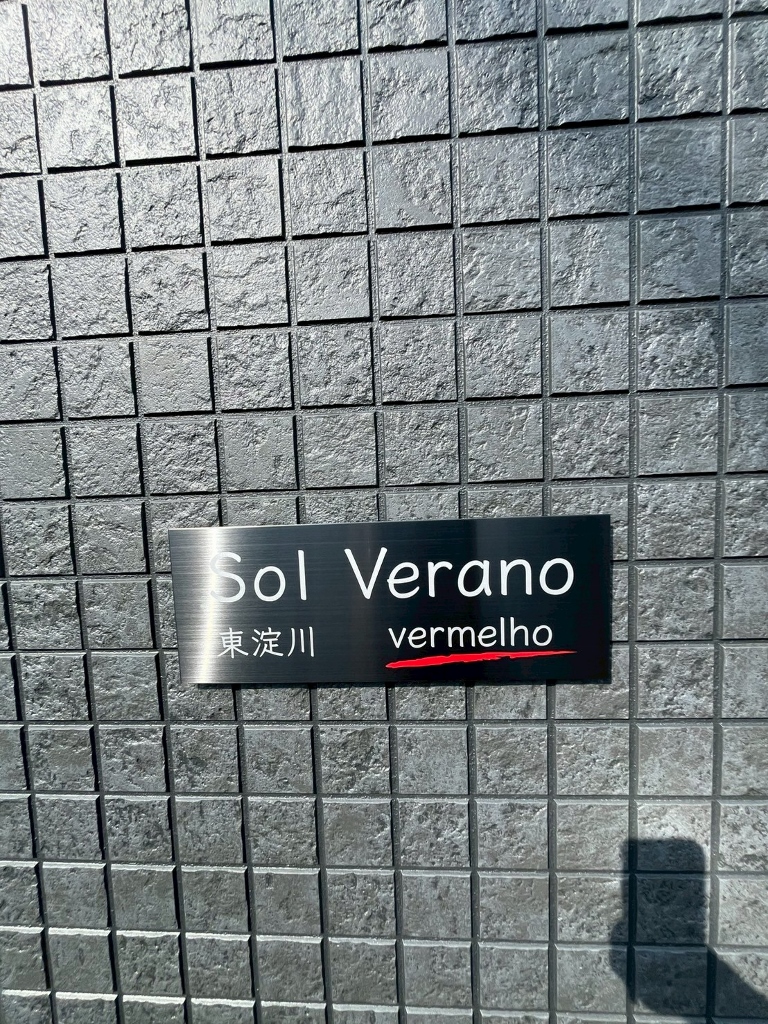 Sol Verano
東淀川 vermelho